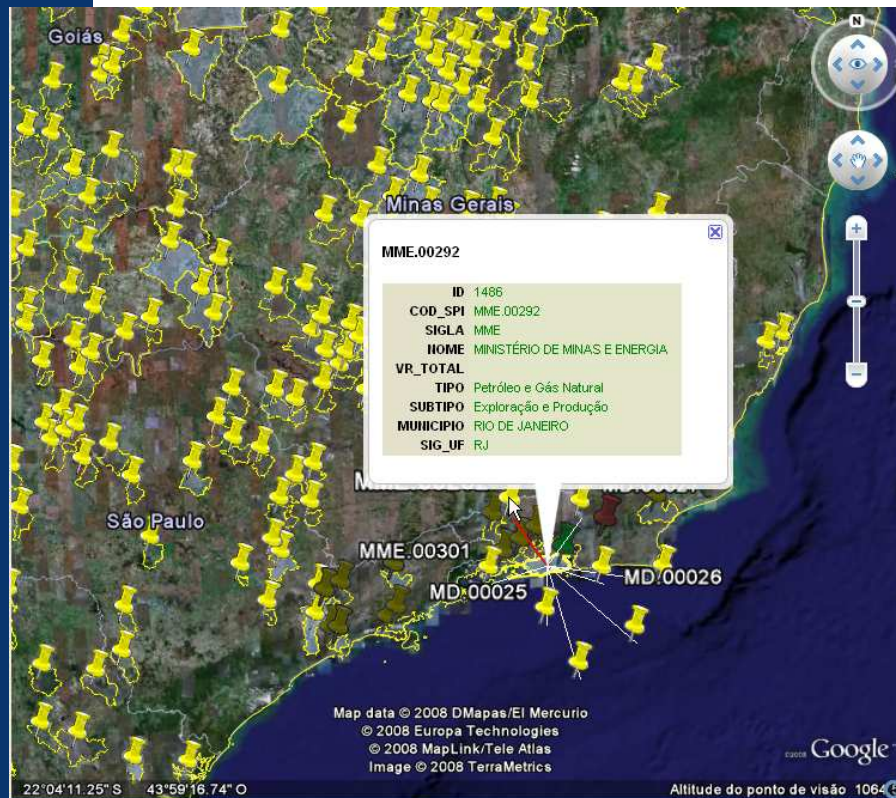 Goiás
N
Minas Gerais
MME.00292
ID 1486
COD_SPI MME.00292
SIGLA MME
NOME MINISTÉRIO DE MINAS E ENERGIA
VR_TOTAL
TIPO Petróleo e Gás Natural
SUBTIPO Exploração e Produção
MUNICIPIO RIO DE JANEIRO
SIG_UF RJ
São Paulo
MME.00301
MD.00025
MD.00026
Map data © 2008 DMapas/El Mercurio
© 2008 Europa Technologies
© 2008 MapLink/Tele Atlas
Image © 2008 TerraMetrics
©2008 Google
22°04'11.25" S 43°59'16.74" O
Altitude do ponto de visão 1064